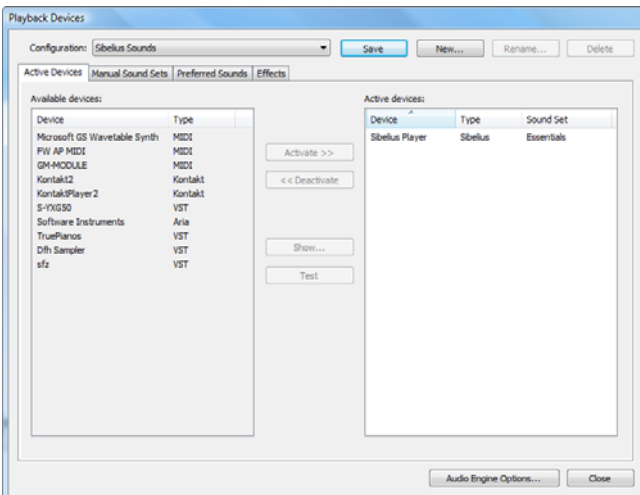 Playback Devices
Configuration: Sibelius Sounds Save New... Rename... Delete
Active Devices Manual Sound Sets Preferred Sounds Effects
Available devices: Active devices:
Device Type Device Type Sound Set
Microsoft GS Wavetable Synth MIDI Sibelius Player Sibelius Essentials
FW AP MIDI MIDI
GM-MODULE MIDI
Activate >>
Kontakt2 Kontakt
KontaktPlayer2 Kontakt
<< Deactivate
S-YXG50 VST
Software Instruments Aria
TruePianos VST
Dfh Sampler VST
Show...
sfz VST
Test
Audio Engine Options... Close